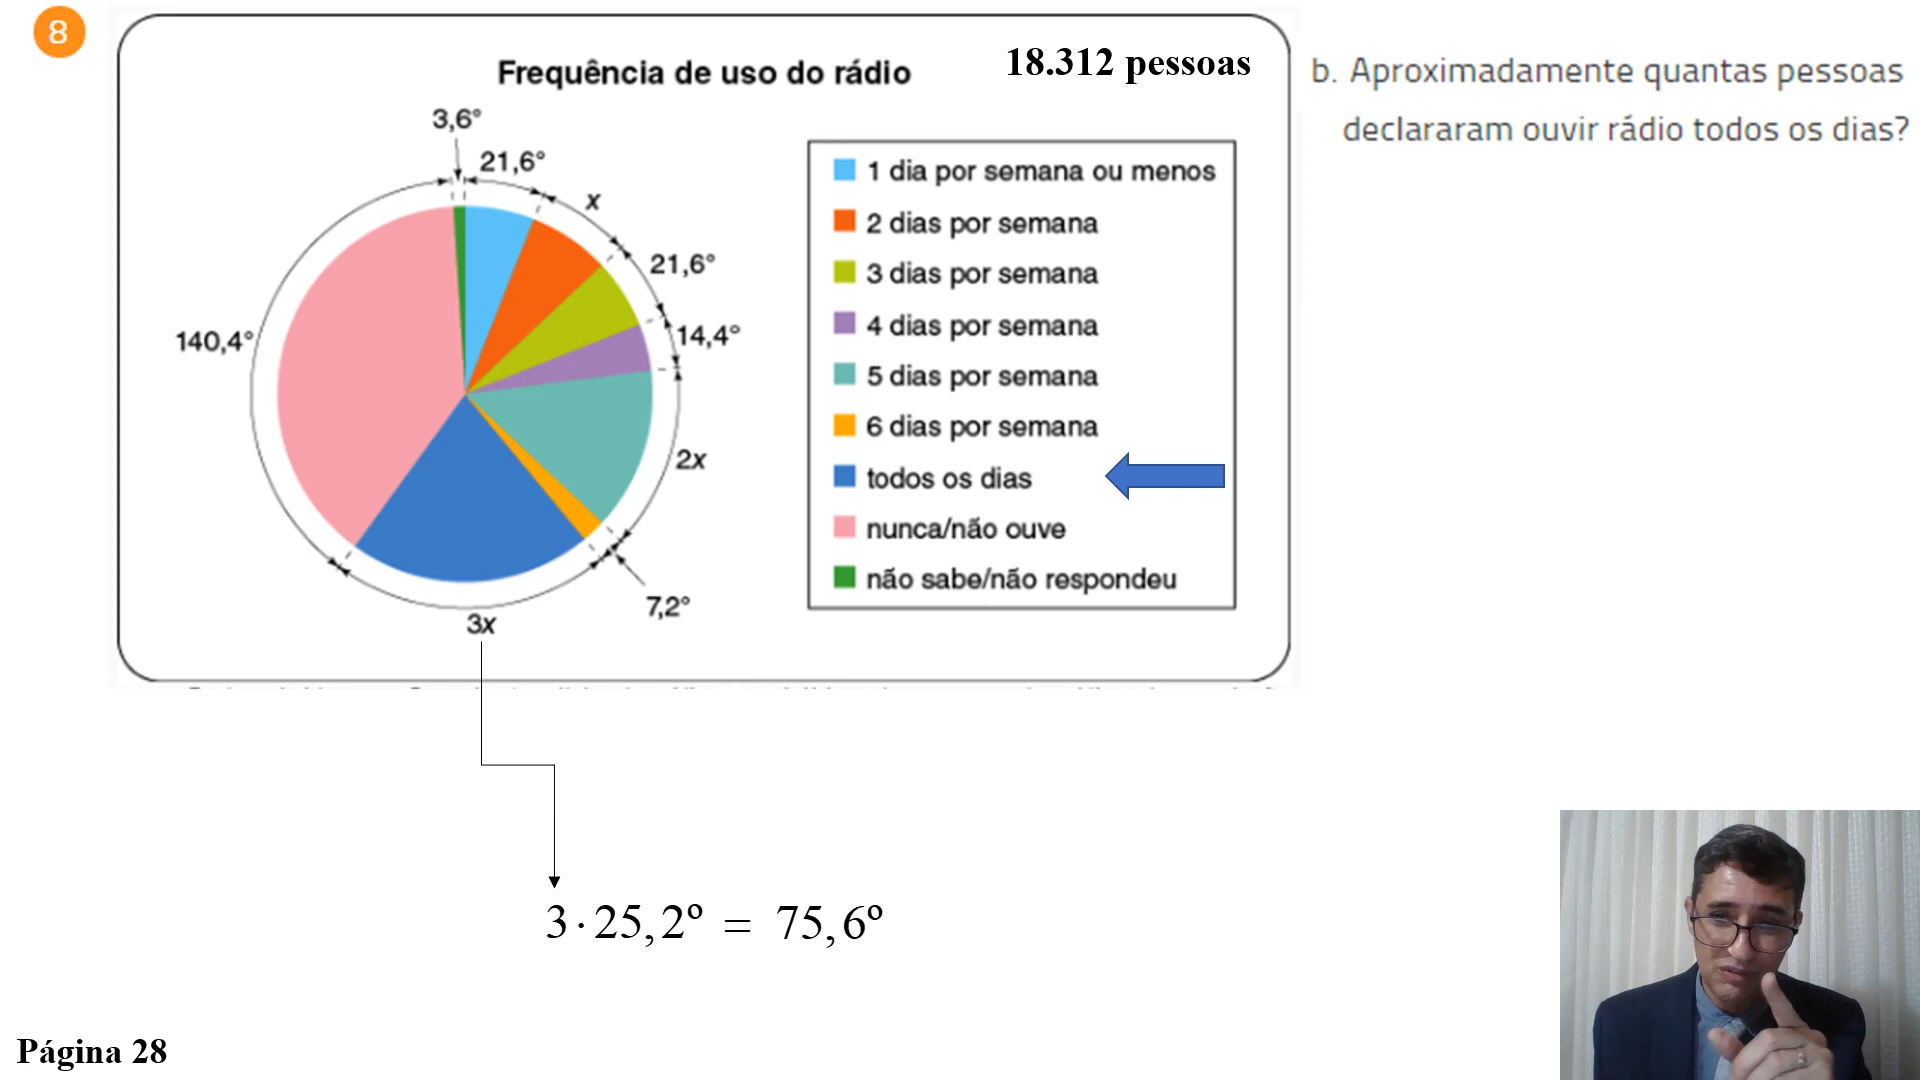 8
Frequência de uso do rádio
18.312 pessoas
b. Aproximadamente quantas pessoas
declararam ouvir rádio todos os dias?
3,6°
21,6°
x
21,6°
14,4°
140,4°
2x
7,2°
3x
1 dia por semana ou menos
2 dias por semana
3 dias por semana
4 dias por semana
5 dias por semana
6 dias por semana
todos os dias
nunca/não ouve
não sabe/não respondeu
3·25,2º = 75,6º
Página 28